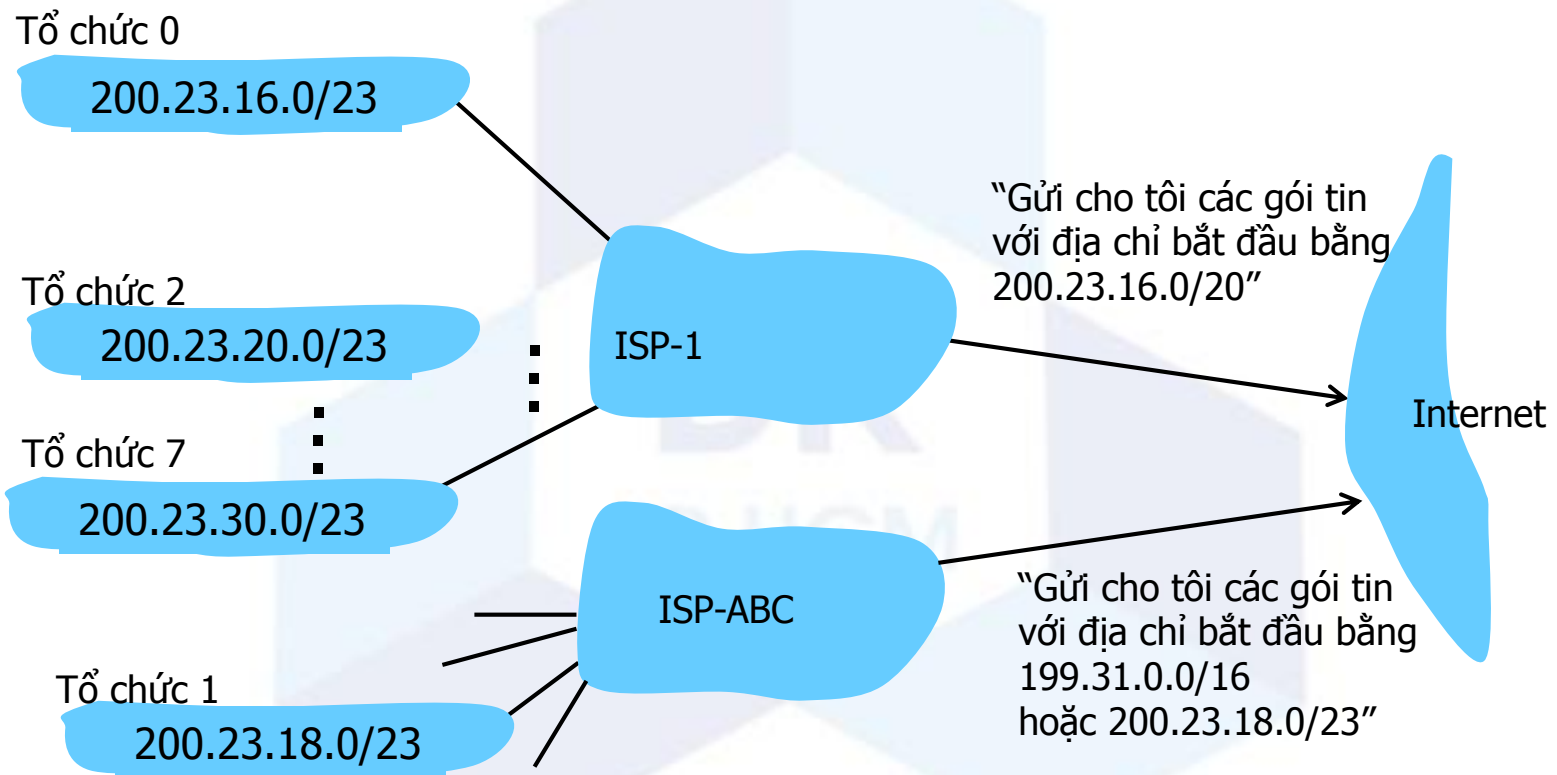 Tổ chức 0
200.23.16.0/23
Tổ chức 2
200.23.20.0/23
Tổ chức 7
200.23.30.0/23
Tổ chức 1
200.23.18.0/23
ISP-1
ISP-ABC
“Gửi cho tôi các gói tin
với địa chỉ bắt đầu bằng
200.23.16.0/20”
Internet
“Gửi cho tôi các gói tin
với địa chỉ bắt đầu bằng
199.31.0.0/16
hoặc 200.23.18.0/23”